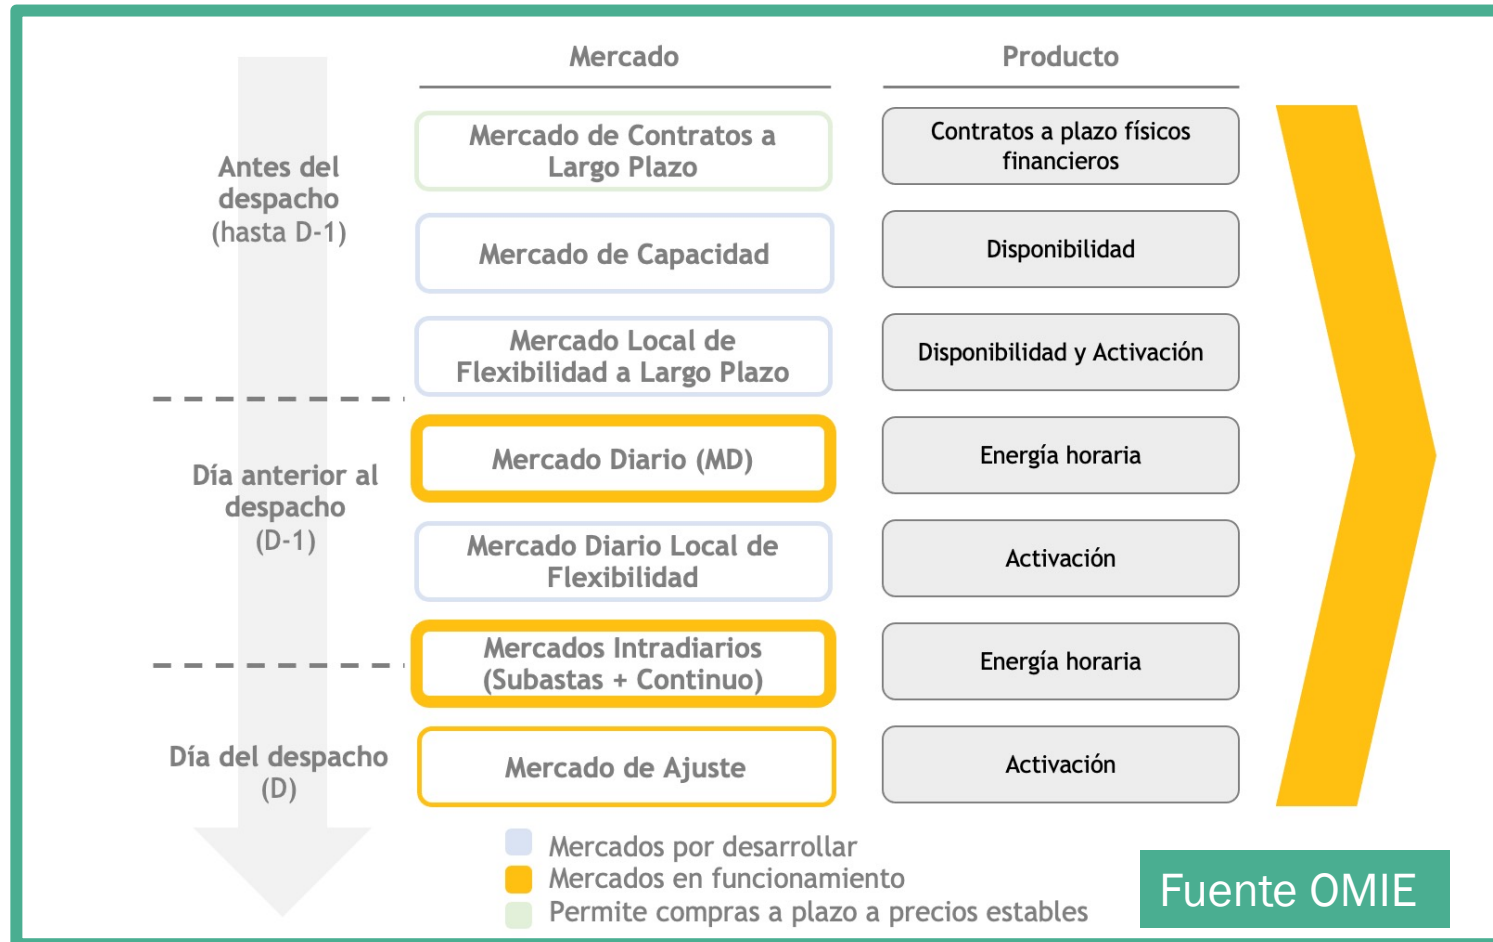 Mercado
Producto
Antes del
despacho
(hasta D-1)
Mercado de Contratos a
Largo Plazo
Contratos a plazo físicos
financieros
Mercado de Capacidad
Disponibilidad
Mercado Local de
Flexibilidad a Largo Plazo
Disponibilidad y Activación
Día anterior al
despacho
(D-1)
Mercado Diario (MD)
Energía horaria
Mercado Diario Local de
Flexibilidad
Activación
Mercados Intradiarios
(Subastas + Continuo)
Energía horaria
Día del despacho
(D)
Mercado de Ajuste
Activación
Mercados por desarrollar
Mercados en funcionamiento
Permite compras a plazo a precios estables
Fuente OMIE